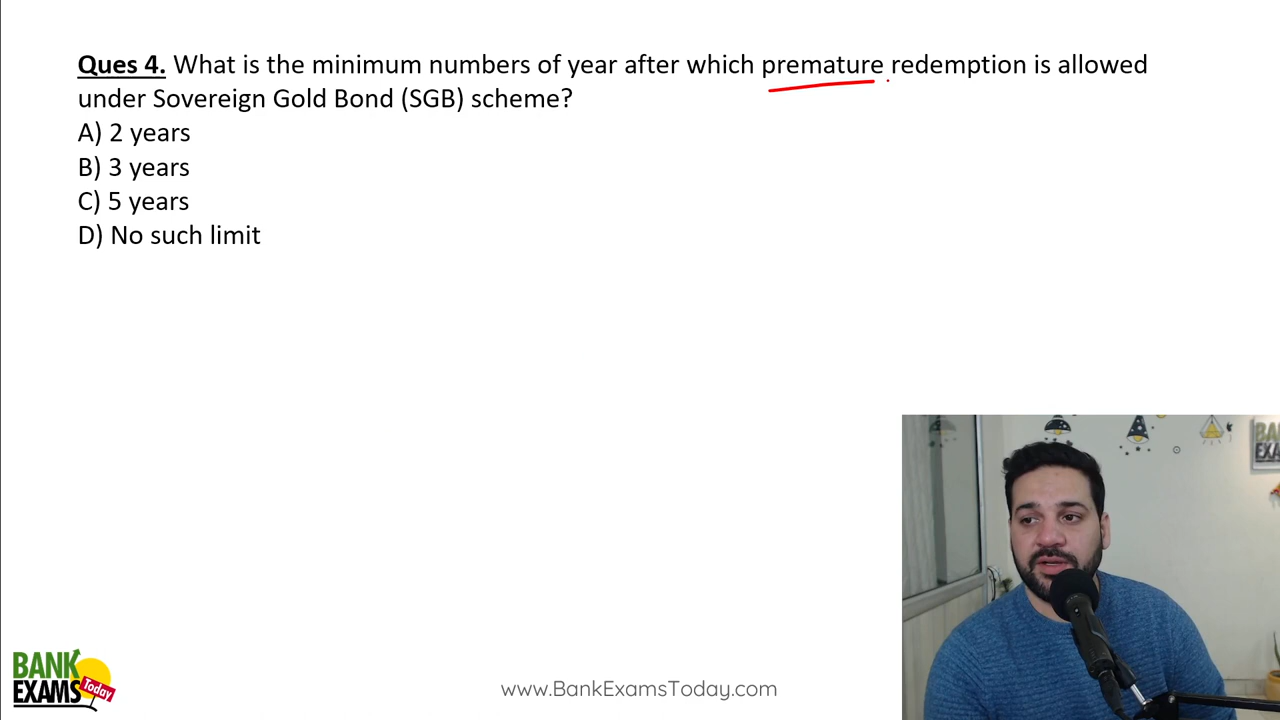 Ques 4. What is the minimum numbers of year after which premature redemption is allowed
under Sovereign Gold Bond (SGB) scheme?
A) 2 years
B) 3 years
C) 5 years
D) No such limit
BANK
EXAMS
Today
www.BankExamsToday.com